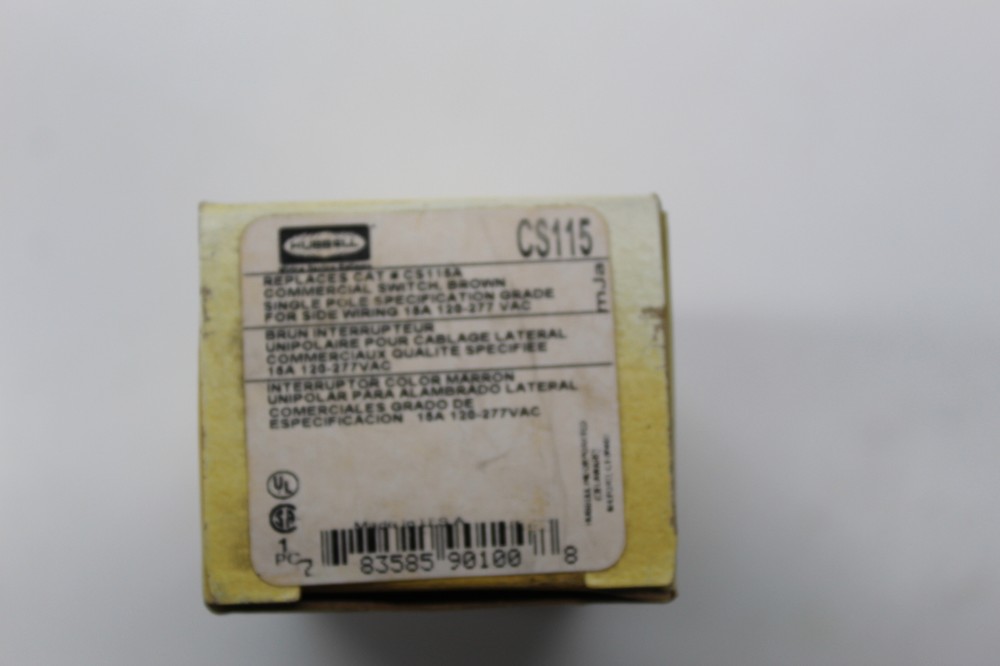 HUBBELL
CS115
REPLACES CAT # CS115A
COMMERCIAL SWITCH, BROWN
SINGLE POLE SPECIFICATION GRADE
FOR SIDE WIRING 15A 120-277 VAC
BRUN INTERRUPTEUR
UNIPOLAIRE POUR CABLAGE LATERAL
COMMERCIAUX QUALITE SPECIFIEE
15A 120-277VAC
INTERRUPTOR COLOR MARRON
UNIPOLAR PARA ALAMBRADO LATERAL
COMERCIALES GRADO DE
ESPECIFICACION 15A 120-277VAC
UL
1
PC
7 83585 90100 8